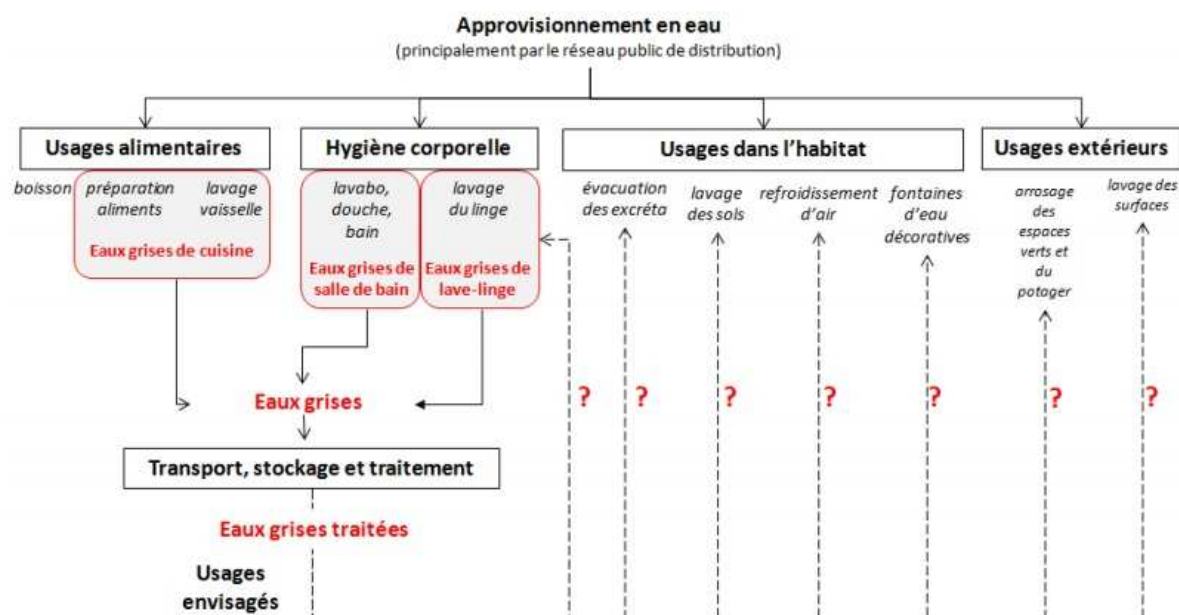 Approvisionnement en eau
(principalement par le réseau public de distribution)
Usages alimentaires
Hygiène corporelle
Usages dans l'habitat
Usages extérieurs
boisson
préparation
aliments
lavage
vaisselle
Eaux grises de cuisine
lavabo,
douche,
bain
Eaux grises de
salle de bain
lavage
du linge
Eaux grises de
lave-linge
évacuation
des excréta
lavage
des sols
refroidissement
d'air
fontaines
d'eau
décoratives
arrosage
des
espaces
verts et
du
potager
lavage des
surfaces
Eaux grises
? ? ? ? ? ? ?
Transport, stockage et traitement
Eaux grises traitées
Usages
envisagés